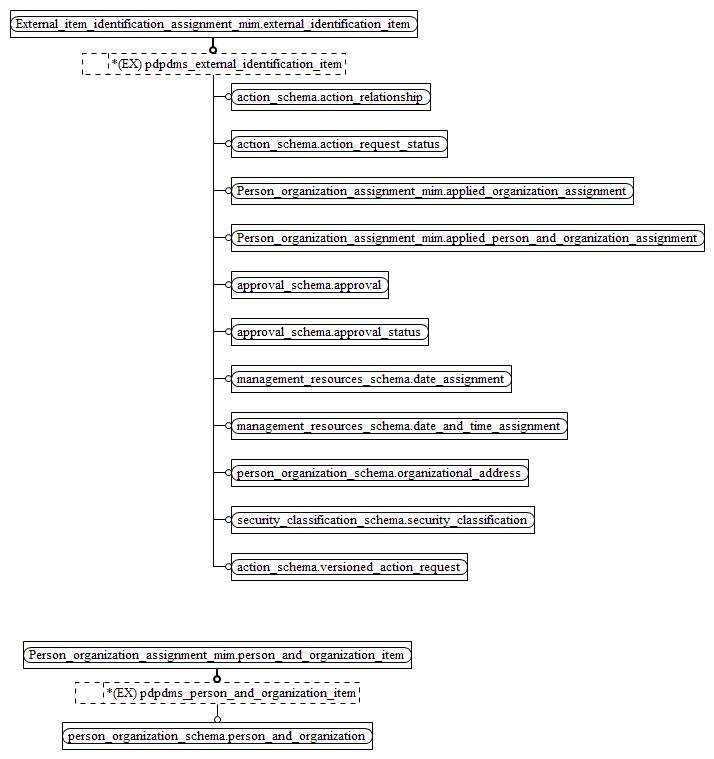 External_item_identification_assignment_mim.external_identification_item
*(EX) pdpdms_external_identification_item
action_schema.action_relationship
action_schema.action_request_status
Person_organization_assignment_mim.applied_organization_assignment
Person_organization_assignment_mim.applied_person_and_organization_assignment
approval_schema.approval
approval_schema.approval_status
management_resources_schema.date_assignment
management_resources_schema.date_and_time_assignment
person_organization_schema.organizational_address
security_classification_schema.security_classification
action_schema.versioned_action_request
Person_organization_assignment_mim.person_and_organization_item
*(EX) pdpdms_person_and_organization_item
person_organization_schema.person_and_organization